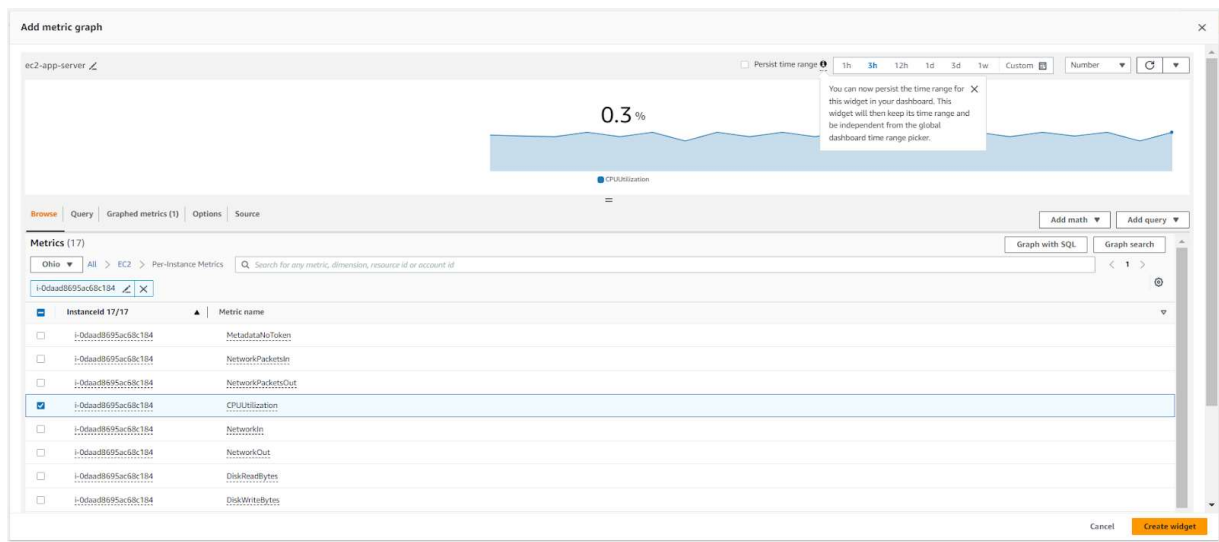 Add metric graph
ec2-app-server
Persist time range 1h 3h 12h 1d 3d 1w Custom Number
You can now persist the time range for
this widget in your dashboard. This
widget will then keep its time range and
be independent from the global
dashboard time range picker.
0.3 %
CPUUtilization
Browse Query Graphed metrics (1) Options Source
Add math Add query
Metrics (17)
Graph with SQL Graph search
Ohio All > EC2 > Per-Instance Metrics Search for any metric, dimension, resource id or account id < 1 >
i-0daad8695ac68c184
InstanceId 17/17 Metric name
i-0daad8695ac68c184 MetadataNoToken
i-0daad8695ac68c184 NetworkPacketsIn
i-0daad8695ac68c184 NetworkPacketsOut
i-0daad8695ac68c184 CPUUtilization
i-0daad8695ac68c184 NetworkIn
i-0daad8695ac68c184 NetworkOut
i-0daad8695ac68c184 DiskReadBytes
i-0daad8695ac68c184 DiskWriteBytes
Cancel Create widget